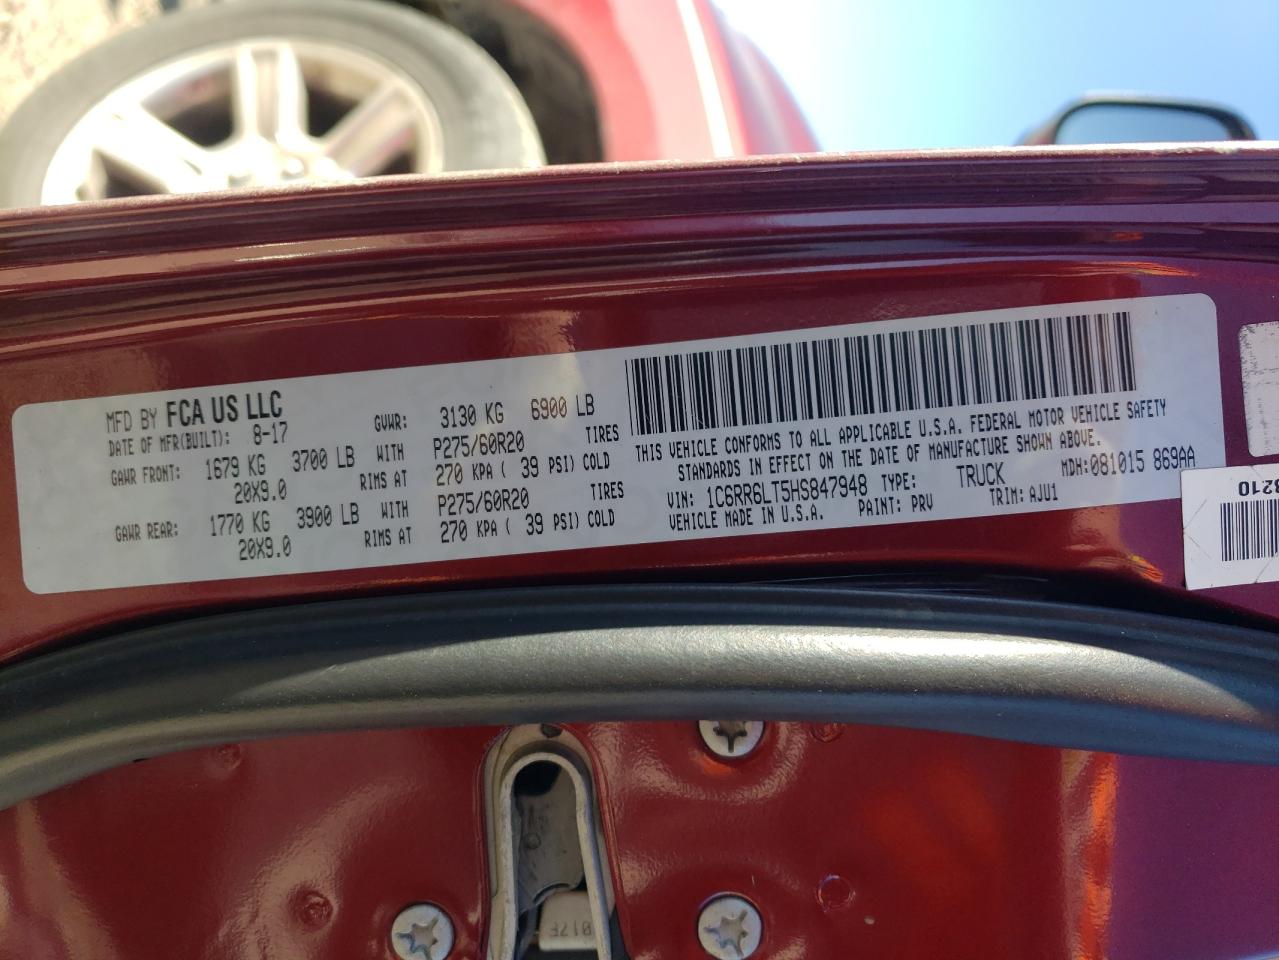 MFD BY FCA US LLC
DATE OF MFR(BUILT): 8-17 GVWR: 3130 KG 6900 LB
GAWR FRONT: 1679 KG 3700 LB WITH P275/60R20 TIRES
20X9.0 RIMS AT 270 KPA ( 39 PSI) COLD
GAWR REAR: 1770 KG 3900 LB WITH P275/60R20 TIRES
20X9.0 RIMS AT 270 KPA ( 39 PSI) COLD
THIS VEHICLE CONFORMS TO ALL APPLICABLE U.S.A. FEDERAL MOTOR VEHICLE SAFETY
STANDARDS IN EFFECT ON THE DATE OF MANUFACTURE SHOWN ABOVE.
VIN: 1C6RR6LT5HS847948 TYPE: TRUCK MDH:081015 869AA
VEHICLE MADE IN U.S.A. PAINT: PRV TRIM: AJU1